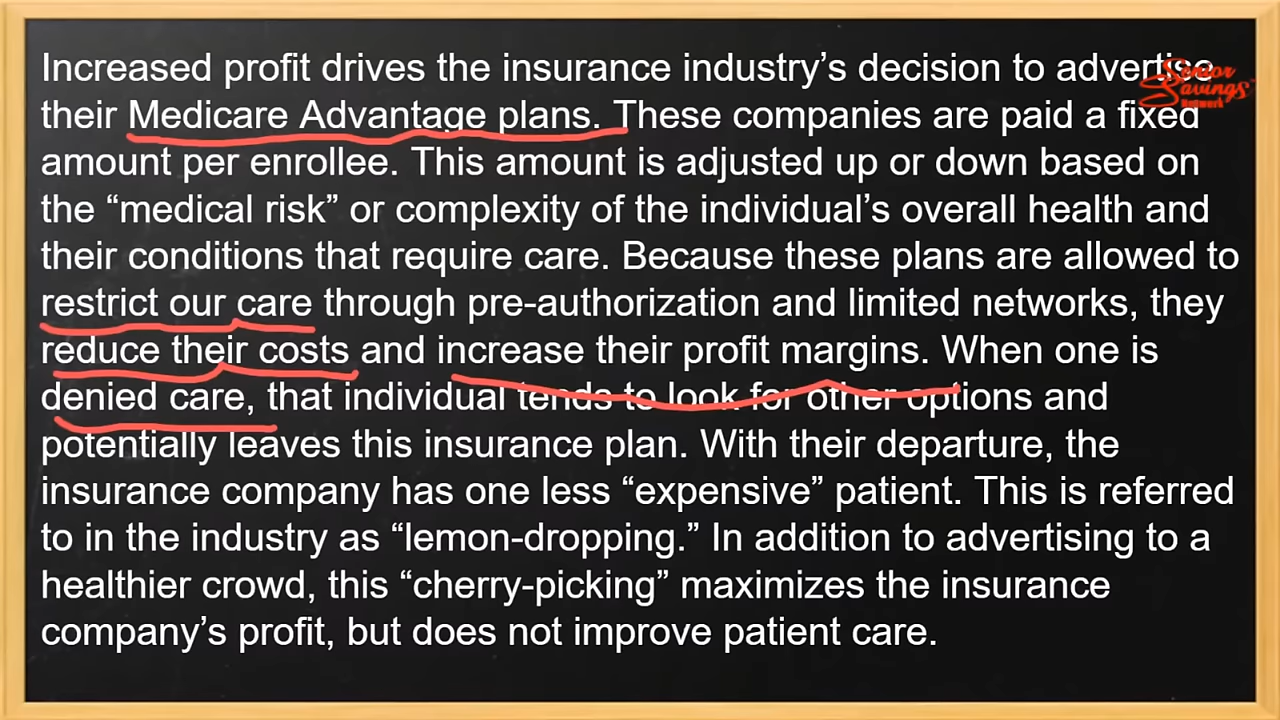 Increased profit drives the insurance industry’s decision to advertise
their Medicare Advantage plans. These companies are paid a fixed
amount per enrollee. This amount is adjusted up or down based on
the “medical risk” or complexity of the individual’s overall health and
their conditions that require care. Because these plans are allowed to
restrict our care through pre-authorization and limited networks, they
reduce their costs and increase their profit margins. When one is
denied care, that individual tends to look for other options and
potentially leaves this insurance plan. With their departure, the
insurance company has one less “expensive” patient. This is referred
to in the industry as “lemon-dropping.” In addition to advertising to a
healthier crowd, this “cherry-picking” maximizes the insurance
company’s profit, but does not improve patient care.
Senior
Savings
Network